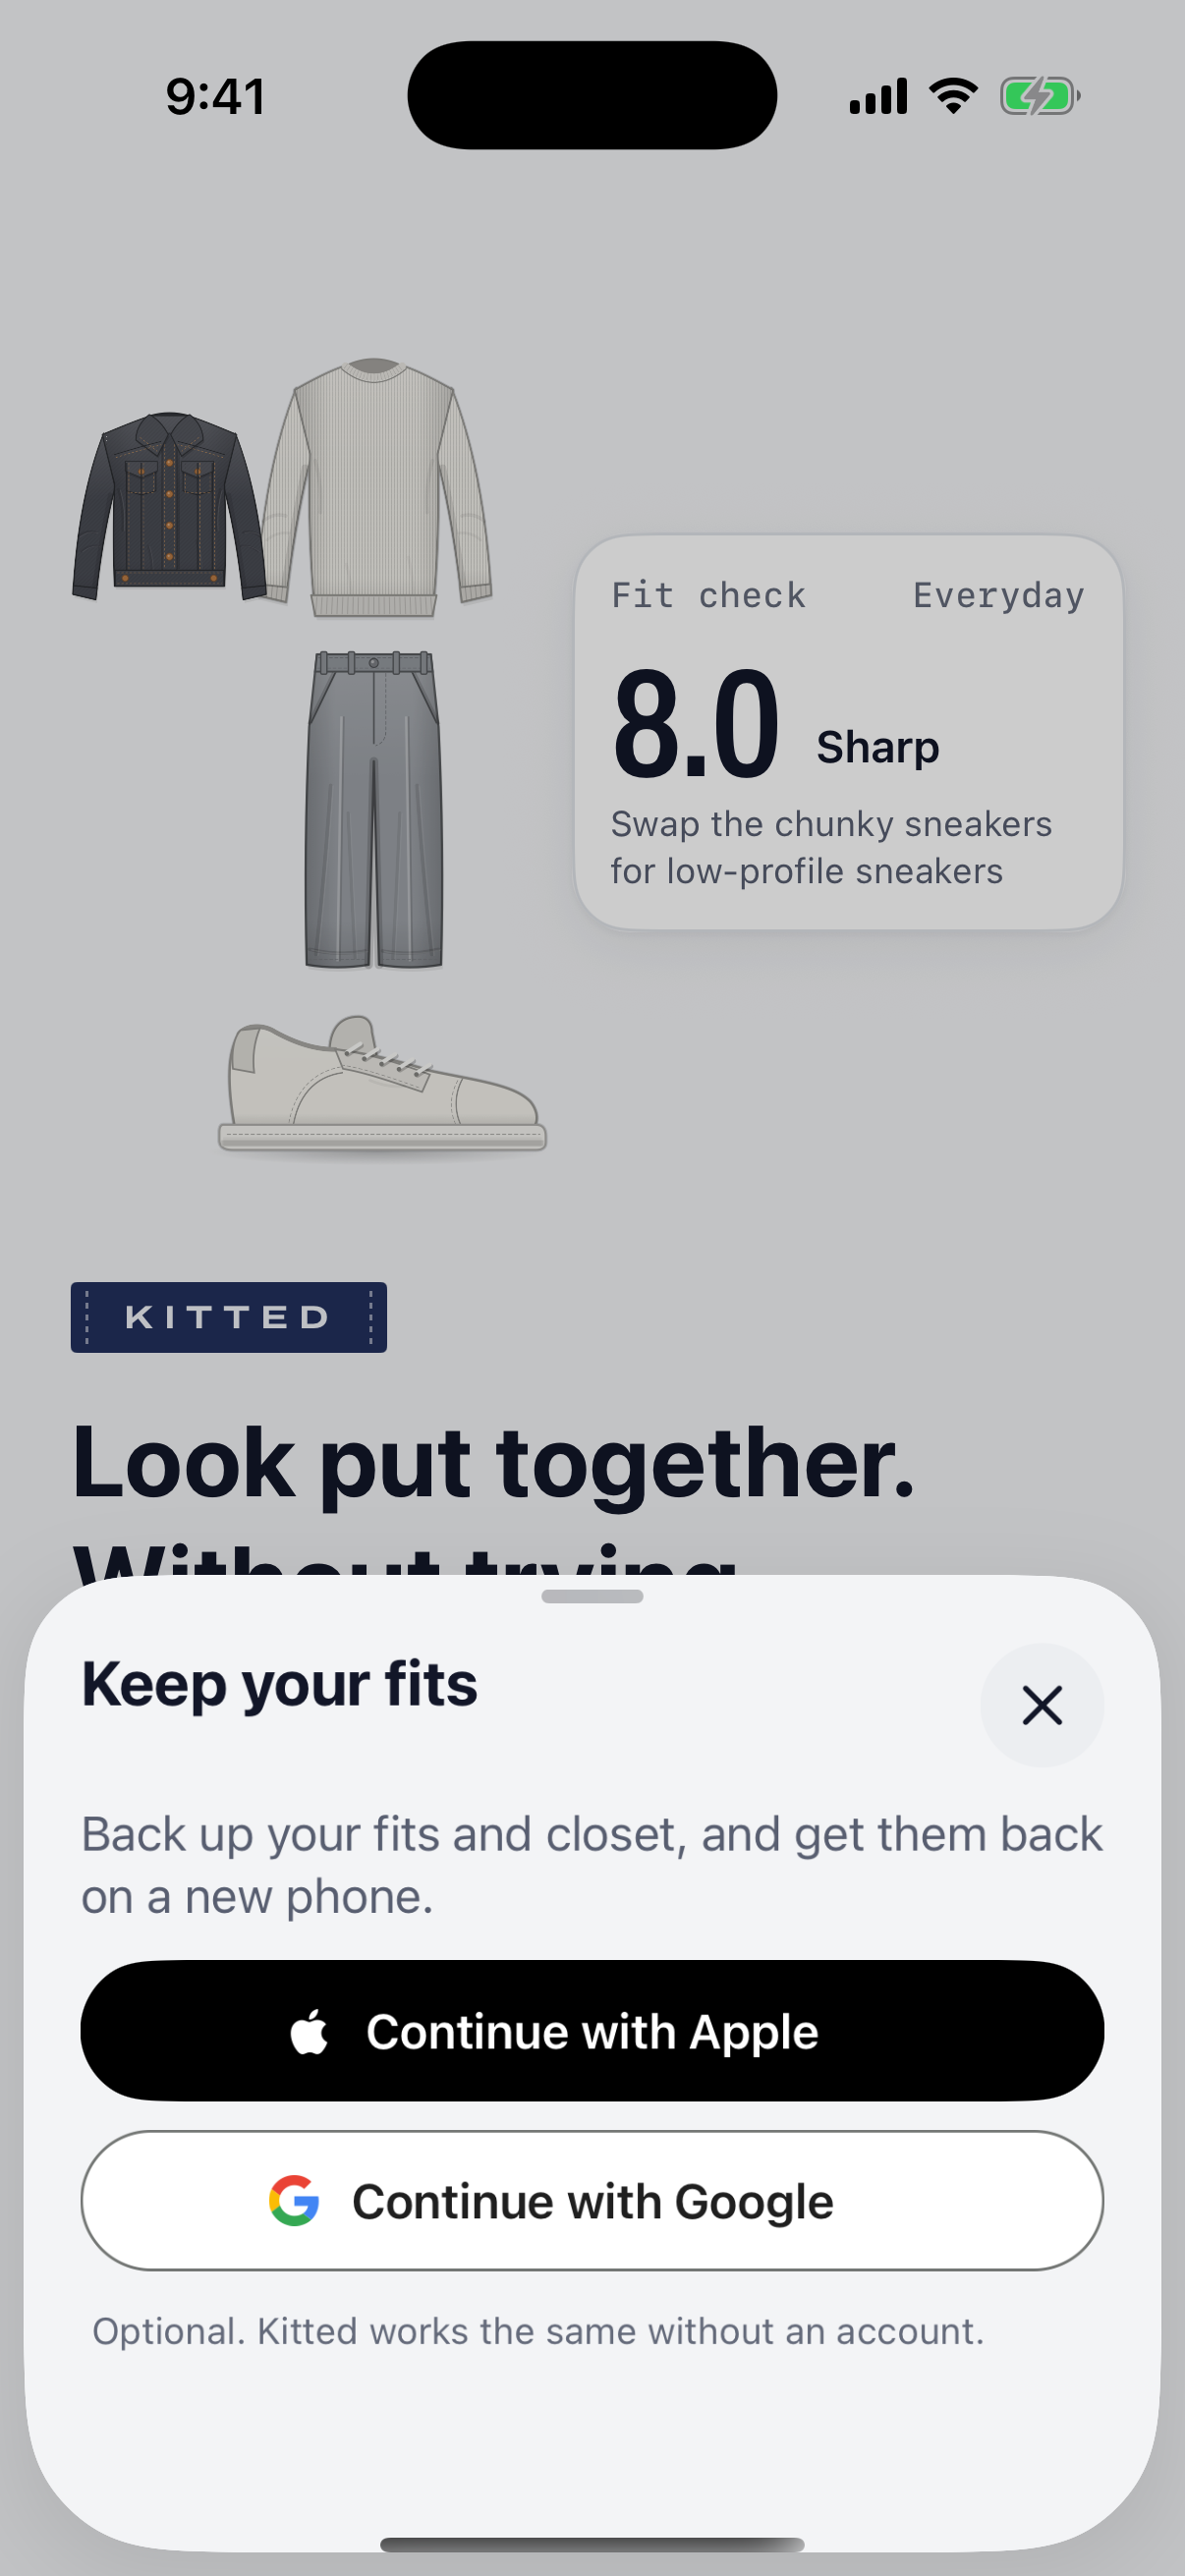 9:41
Fit check Everyday
8.0 Sharp
Swap the chunky sneakers
for low-profile sneakers
KITTED
Look put together.
Without trying
Keep your fits
Back up your fits and closet, and get them back
on a new phone.
Continue with Apple
Continue with Google
Optional. Kitted works the same without an account.